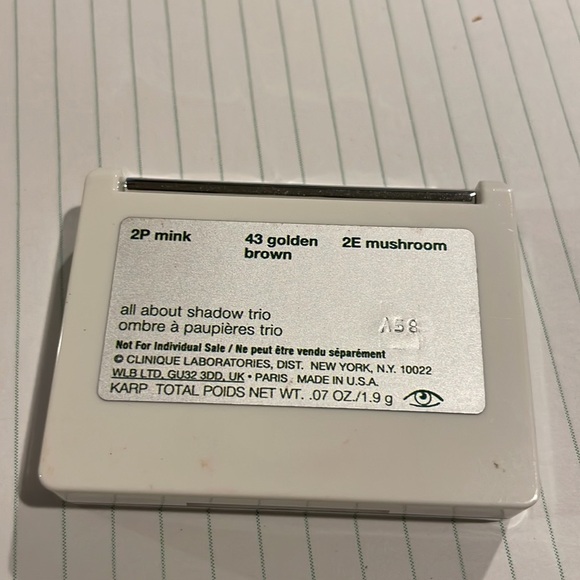 2P mink 43 golden brown 2E mushroom
all about shadow trio
ombre à paupières trio
A58
Not For Individual Sale / Ne peut être vendu séparément
© CLINIQUE LABORATORIES, DIST. NEW YORK, N.Y. 10022
WLB LTD, GU32 3DD, UK • PARIS MADE IN U.S.A.
KARP TOTAL POIDS NET WT. .07 OZ./1.9 g